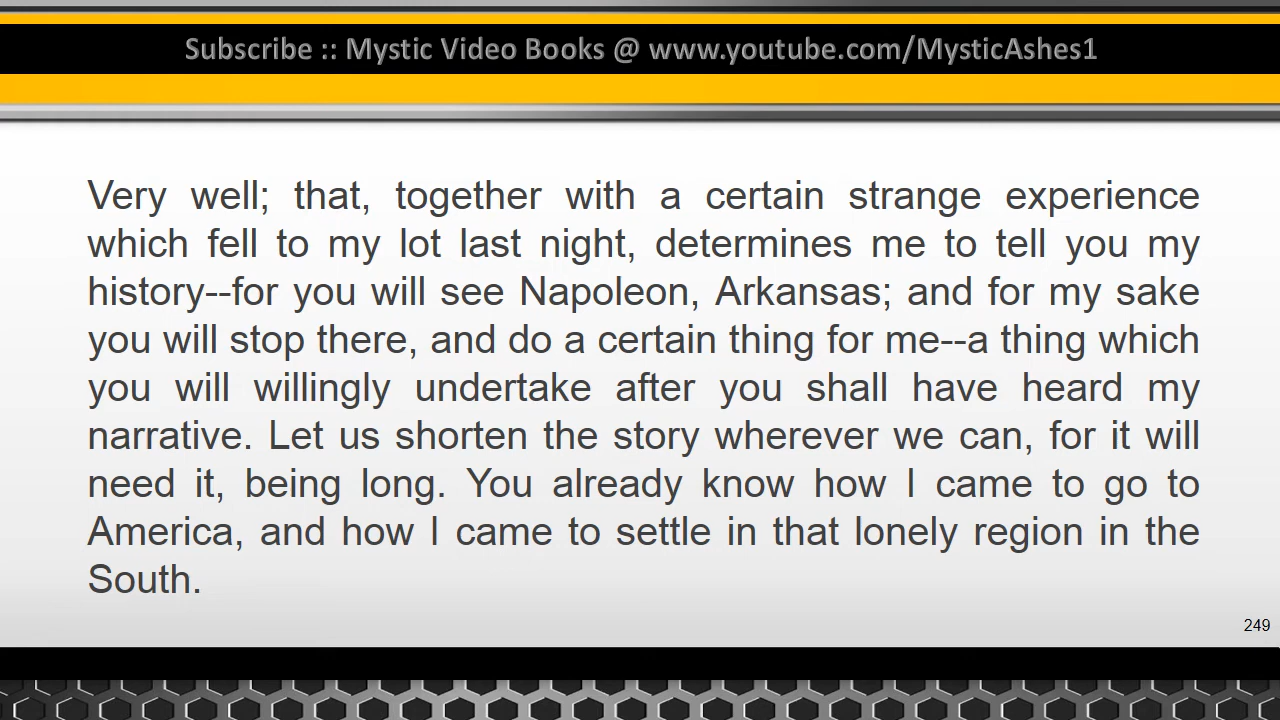 Subscribe :: Mystic Video Books @ www.youtube.com/MysticAshes1
Very well; that, together with a certain strange experience
which fell to my lot last night, determines me to tell you my
history--for you will see Napoleon, Arkansas; and for my sake
you will stop there, and do a certain thing for me--a thing which
you will willingly undertake after you shall have heard my
narrative. Let us shorten the story wherever we can, for it will
need it, being long. You already know how I came to go to
America, and how I came to settle in that lonely region in the
South.
249